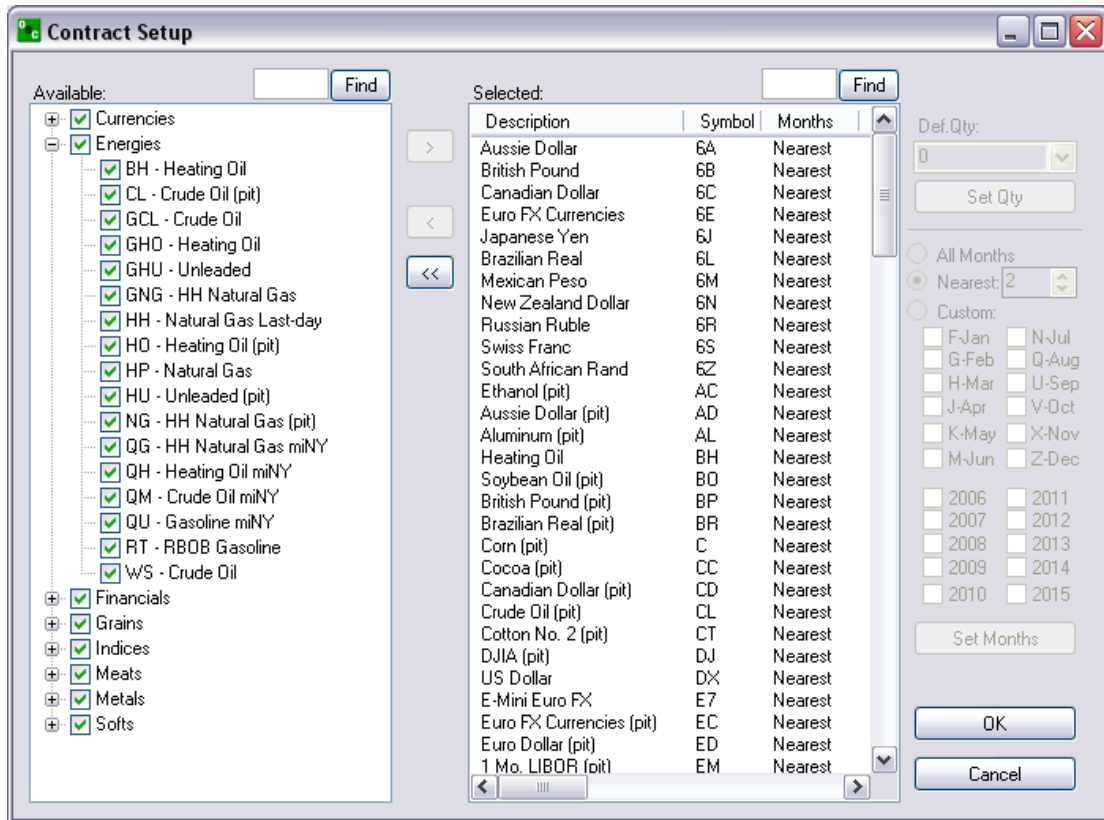 Contract Setup
Available:
Find
Currencies
Energies
BH - Heating Oil
CL - Crude Oil (pit)
GCL - Crude Oil
GHO - Heating Oil
GHU - Unleaded
GNG - HH Natural Gas
HH - Natural Gas Last-day
HO - Heating Oil (pit)
HP - Natural Gas
HU - Unleaded (pit)
NG - HH Natural Gas (pit)
QG - HH Natural Gas miNY
QH - Heating Oil miNY
QM - Crude Oil miNY
QU - Gasoline miNY
RT - RBOB Gasoline
WS - Crude Oil
Financials
Grains
Indices
Meats
Metals
Softs
>
<
<<
Selected:
Find
Description Symbol Months
Aussie Dollar 6A Nearest
British Pound 6B Nearest
Canadian Dollar 6C Nearest
Euro FX Currencies 6E Nearest
Japanese Yen 6J Nearest
Brazilian Real 6L Nearest
Mexican Peso 6M Nearest
New Zealand Dollar 6N Nearest
Russian Ruble 6R Nearest
Swiss Franc 6S Nearest
South African Rand 6Z Nearest
Ethanol (pit) AC Nearest
Aussie Dollar (pit) AD Nearest
Aluminum (pit) AL Nearest
Heating Oil BH Nearest
Soybean Oil (pit) BO Nearest
British Pound (pit) BP Nearest
Brazilian Real (pit) BR Nearest
Corn (pit) C Nearest
Cocoa (pit) CC Nearest
Canadian Dollar (pit) CD Nearest
Crude Oil (pit) CL Nearest
Cotton No. 2 (pit) CT Nearest
DJIA (pit) DJ Nearest
US Dollar DX Nearest
E-Mini Euro FX E7 Nearest
Euro FX Currencies (pit) EC Nearest
Euro Dollar (pit) ED Nearest
1 Mo. LIBOR (pit) EM Nearest
Def.Qty:
0
Set Qty
All Months
Nearest: 2
Custom:
F-Jan N-Jul
G-Feb Q-Aug
H-Mar U-Sep
J-Apr V-Oct
K-May X-Nov
M-Jun Z-Dec
2006 2011
2007 2012
2008 2013
2009 2014
2010 2015
Set Months
OK
Cancel